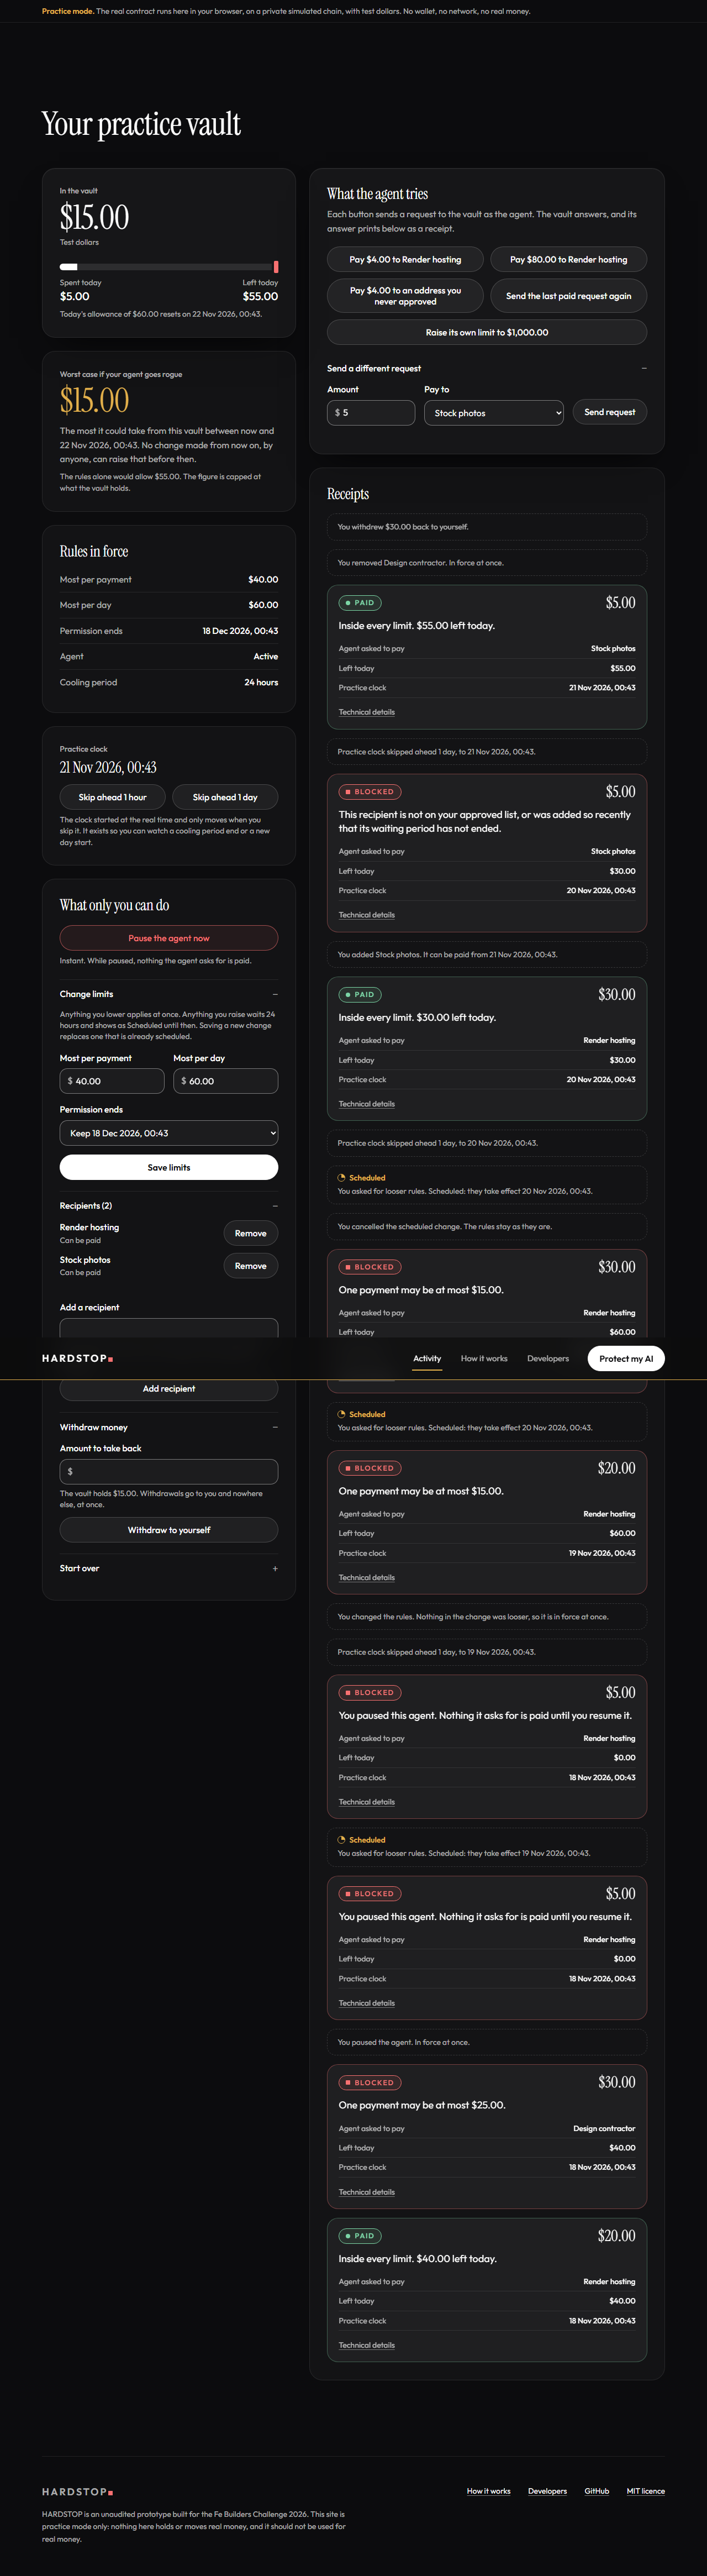 Practice mode. The real contract runs here in your browser, on a private simulated chain, with test dollars. No wallet, no network, no real money.
Your practice vault
In the vault
$15.00
Test dollars
Spent today
Left today
$5.00
$55.00
Today's allowance of $60.00 resets on 22 Nov 2026, 00:43.
Worst case if your agent goes rogue
$15.00
The most it could take from this vault between now and
22 Nov 2026, 00:43. No change made from now on, by
anyone, can raise that before then.
The rules alone would allow $55.00. The figure is capped at
what the vault holds.
Rules in force
Most per payment
$40.00
Most per day
$60.00
Permission ends
18 Dec 2026, 00:43
Agent
Active
Cooling period
24 hours
Practice clock
21 Nov 2026, 00:43
Skip ahead 1 hour
Skip ahead 1 day
The clock started at the real time and only moves when you
skip it. It exists so you can watch a cooling period end or a new
day start.
What only you can do
Pause the agent now
Instant. While paused, nothing the agent asks for is paid.
Change limits
−
Anything you lower applies at once. Anything you raise waits 24
hours and shows as Scheduled until then. Saving a new change
replaces one that is already scheduled.
Most per payment
Most per day
$ 40.00
$ 60.00
Permission ends
Keep 18 Dec 2026, 00:43
Save limits
Recipients (2)
−
Render hosting
Can be paid
Remove
Stock photos
Can be paid
Remove
Add a recipient
HARDSTOP
Activity
How it works
Developers
Protect my AI
Add recipient
Withdraw money
−
Amount to take back
$
The vault holds $15.00. Withdrawals go to you and nowhere
else, at once.
Withdraw to yourself
Start over
+
What the agent tries
Each button sends a request to the vault as the agent. The vault answers, and its
answer prints below as a receipt.
Pay $4.00 to Render hosting
Pay $80.00 to Render hosting
Pay $4.00 to an address you
never approved
Send the last paid request again
Raise its own limit to $1,000.00
Send a different request
−
Amount
Pay to
$ 5
Stock photos
Send request
Receipts
You withdrew $30.00 back to yourself.
You removed Design contractor. In force at once.
PAID
$5.00
Inside every limit. $55.00 left today.
Agent asked to pay
Stock photos
Left today
$55.00
Practice clock
21 Nov 2026, 00:43
Technical details
Practice clock skipped ahead 1 day, to 21 Nov 2026, 00:43.
BLOCKED
$5.00
This recipient is not on your approved list, or was added so recently
that its waiting period has not ended.
Agent asked to pay
Stock photos
Left today
$30.00
Practice clock
20 Nov 2026, 00:43
Technical details
You added Stock photos. It can be paid from 21 Nov 2026, 00:43.
PAID
$30.00
Inside every limit. $30.00 left today.
Agent asked to pay
Render hosting
Left today
$30.00
Practice clock
20 Nov 2026, 00:43
Technical details
Practice clock skipped ahead 1 day, to 20 Nov 2026, 00:43.
Scheduled
You asked for looser rules. Scheduled: they take effect 20 Nov 2026, 00:43.
You cancelled the scheduled change. The rules stay as they are.
BLOCKED
$30.00
One payment may be at most $15.00.
Agent asked to pay
Render hosting
Left today
$60.00
Scheduled
You asked for looser rules. Scheduled: they take effect 20 Nov 2026, 00:43.
BLOCKED
$20.00
One payment may be at most $15.00.
Agent asked to pay
Render hosting
Left today
$60.00
Practice clock
19 Nov 2026, 00:43
Technical details
You changed the rules. Nothing in the change was looser, so it is in force at once.
Practice clock skipped ahead 1 day, to 19 Nov 2026, 00:43.
BLOCKED
$5.00
You paused this agent. Nothing it asks for is paid until you resume it.
Agent asked to pay
Render hosting
Left today
$0.00
Practice clock
18 Nov 2026, 00:43
Technical details
Scheduled
You asked for looser rules. Scheduled: they take effect 19 Nov 2026, 00:43.
BLOCKED
$5.00
You paused this agent. Nothing it asks for is paid until you resume it.
Agent asked to pay
Render hosting
Left today
$0.00
Practice clock
18 Nov 2026, 00:43
Technical details
You paused the agent. In force at once.
BLOCKED
$30.00
One payment may be at most $25.00.
Agent asked to pay
Design contractor
Left today
$40.00
Practice clock
18 Nov 2026, 00:43
Technical details
PAID
$20.00
Inside every limit. $40.00 left today.
Agent asked to pay
Render hosting
Left today
$40.00
Practice clock
18 Nov 2026, 00:43
Technical details
HARDSTOP
How it works
Developers
GitHub
MIT licence
HARDSTOP is an unaudited prototype built for the Fe Builders Challenge 2026. This site is
practice mode only: nothing here holds or moves real money, and it should not be used for
real money.